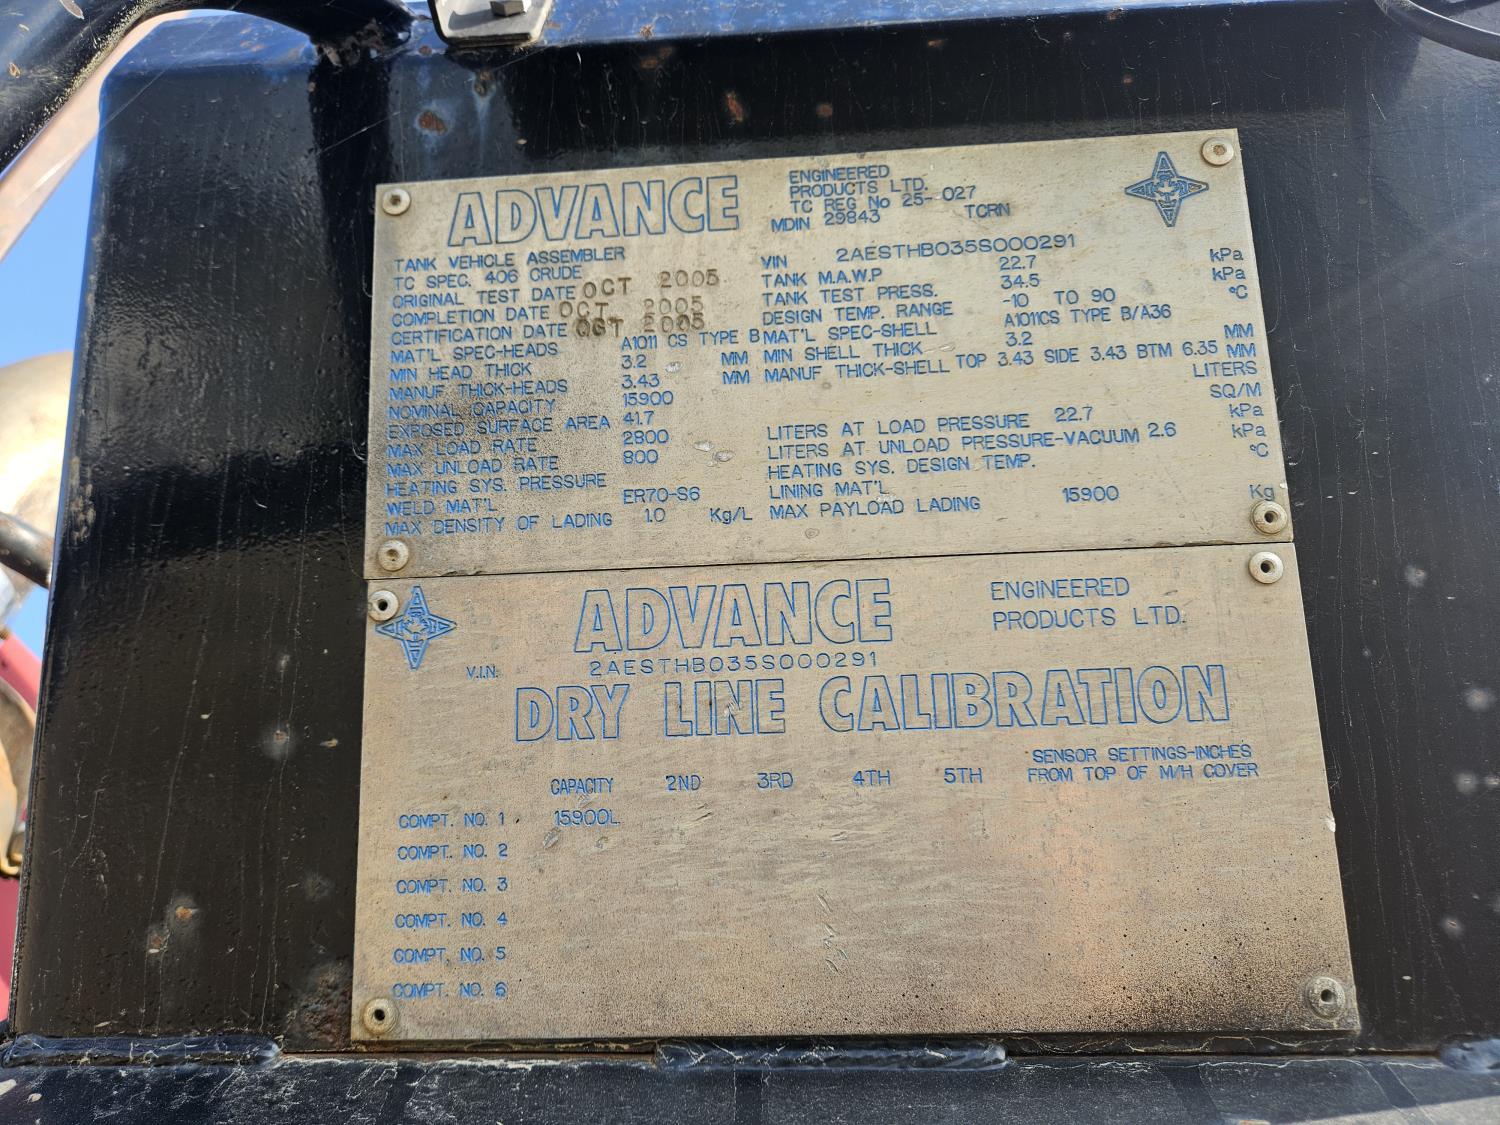 ADVANCE
ENGINEERED
PRODUCTS LTD.
TC REG No 25- 027
MDIN 29843 TCRN
TANK VEHICLE ASSEMBLER
TC SPEC. 406 CRUDE
ORIGINAL TEST DATE OCT 2005
COMPLETION DATE OCT 2005
CERTIFICATION DATE OCT 2005
MAT'L SPEC-HEADS A1011 CS TYPE B
MIN HEAD THICK 3.2 MM
MANUF THICK-HEADS 3.43 MM
NOMINAL CAPACITY 15900 LITERS
EXPOSED SURFACE AREA 41.7 SQ/M
MAX LOAD RATE 2800 LITERS AT LOAD PRESSURE 22.7 kPa
MAX UNLOAD RATE 800 LITERS AT UNLOAD PRESSURE-VACUUM 2.6 kPa
HEATING SYS. PRESSURE HEATING SYS. DESIGN TEMP. °C
WELD MAT'L ER70-S6 LINING MAT'L
MAX DENSITY OF LADING 1.0 Kg/L MAX PAYLOAD LADING 15900 Kg
VIN 2AESTHB035S000291
TANK M.A.W.P 22.7 kPa
TANK TEST PRESS. 34.5 kPa
DESIGN TEMP. RANGE -10 TO 90 °C
MAT'L SPEC-SHELL A1011CS TYPE B/A36
MIN SHELL THICK 3.2 MM
MANUF THICK-SHELL TOP 3.43 SIDE 3.43 BTM 6.35 MM
ADVANCE
ENGINEERED
PRODUCTS LTD.
V.I.N. 2AESTHB035S000291
DRY LINE CALIBRATION
SENSOR SETTINGS-INCHES
CAPACITY 2ND 3RD 4TH 5TH FROM TOP OF M/H COVER
COMPT. NO. 1 15900L
COMPT. NO. 2
COMPT. NO. 3
COMPT. NO. 4
COMPT. NO. 5
COMPT. NO. 6